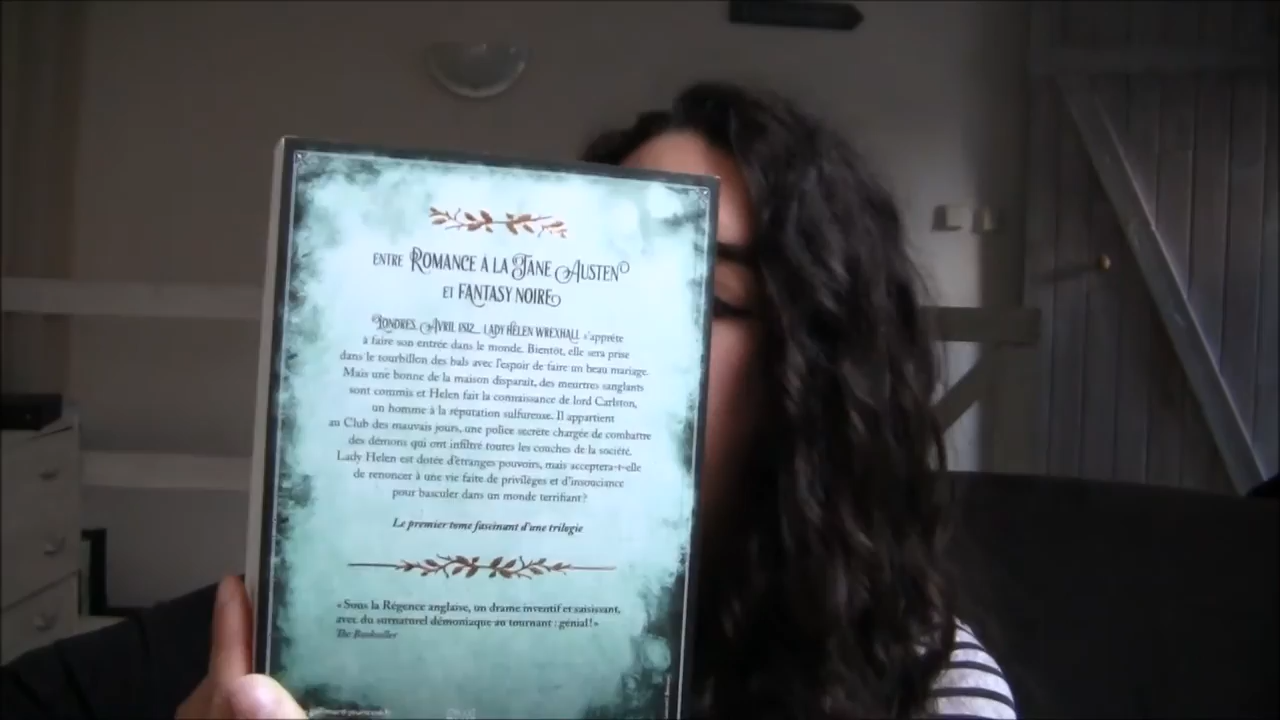 ENTRE ROMANCE À LA JANE AUSTEN
ET FANTASY NOIRE
LONDRES, AVRIL 1812... LADY HELEN WREXHALL s'apprête
à faire son entrée dans le monde. Bientôt, elle sera prise
dans le tourbillon des bals avec l'espoir de faire un beau mariage.
Mais une bonne de la maison disparaît, des meurtres sanglants
sont commis et Helen fait la connaissance de lord Carlston,
un homme à la réputation sulfureuse. Il appartient
au Club des mauvais jours, une police secrète chargée de combattre
des démons qui ont infiltré toutes les couches de la société.
Lady Helen est dotée d'étranges pouvoirs, mais acceptera-t-elle
de renoncer à une vie faite de privilèges et d'insouciance
pour basculer dans un monde terrifiant?
Le premier tome fascinant d'une trilogie
«Sous la Régence anglaise, un drame inventif et saisissant,
avec du surnaturel démoniaque au tournant : génial!»
The Bookseller